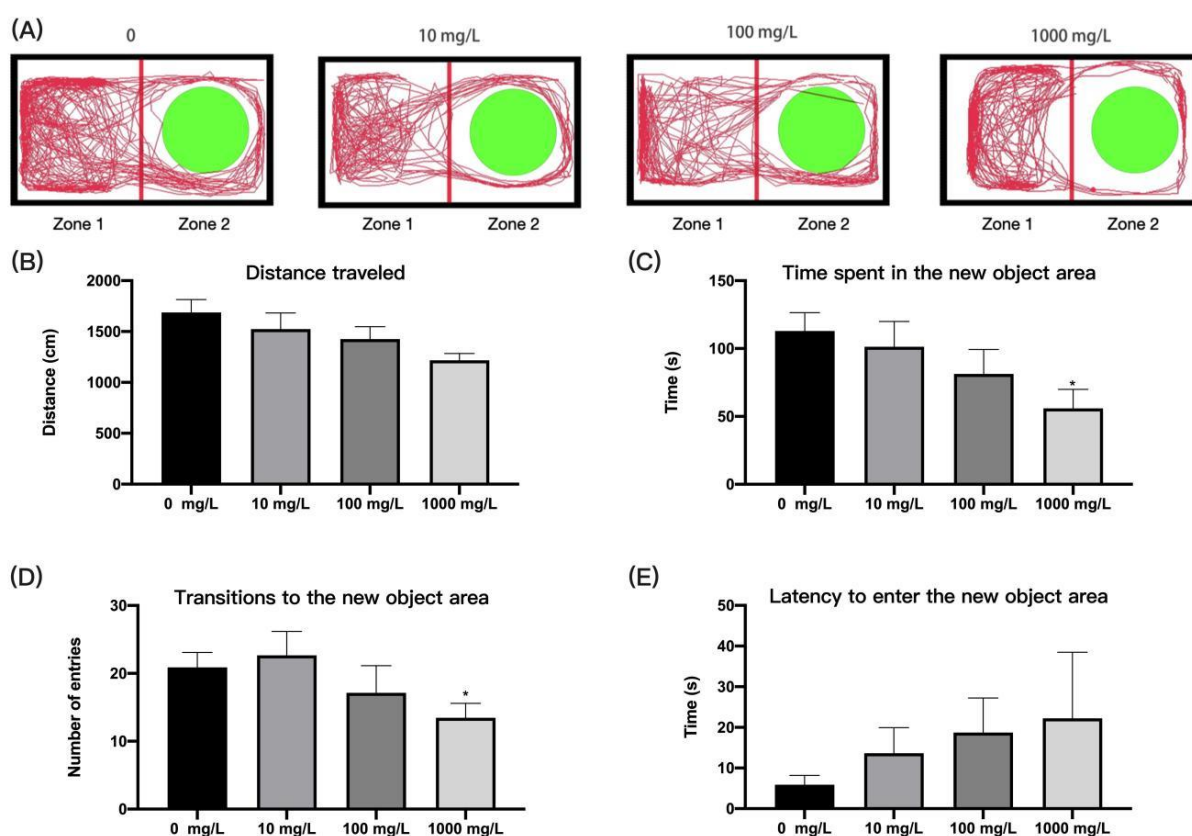 (A)
0
10 mg/L
100 mg/L
1000 mg/L
Zone 1 Zone 2
Zone 1 Zone 2
Zone 1 Zone 2
Zone 1 Zone 2
(B)
Distance traveled
2000
1500
1000
500
0
Distance (cm)
0 mg/L 10 mg/L 100 mg/L 1000 mg/L
(C)
Time spent in the new object area
150
100
50
0
Time (s)
*
0 mg/L 10 mg/L 100 mg/L 1000 mg/L
(D)
Transitions to the new object area
30
20
10
0
Number of entries
*
0 mg/L 10 mg/L 100 mg/L 1000 mg/L
(E)
Latency to enter the new object area
50
40
30
20
10
0
Time (s)
0 mg/L 10 mg/L 100 mg/L 1000 mg/L